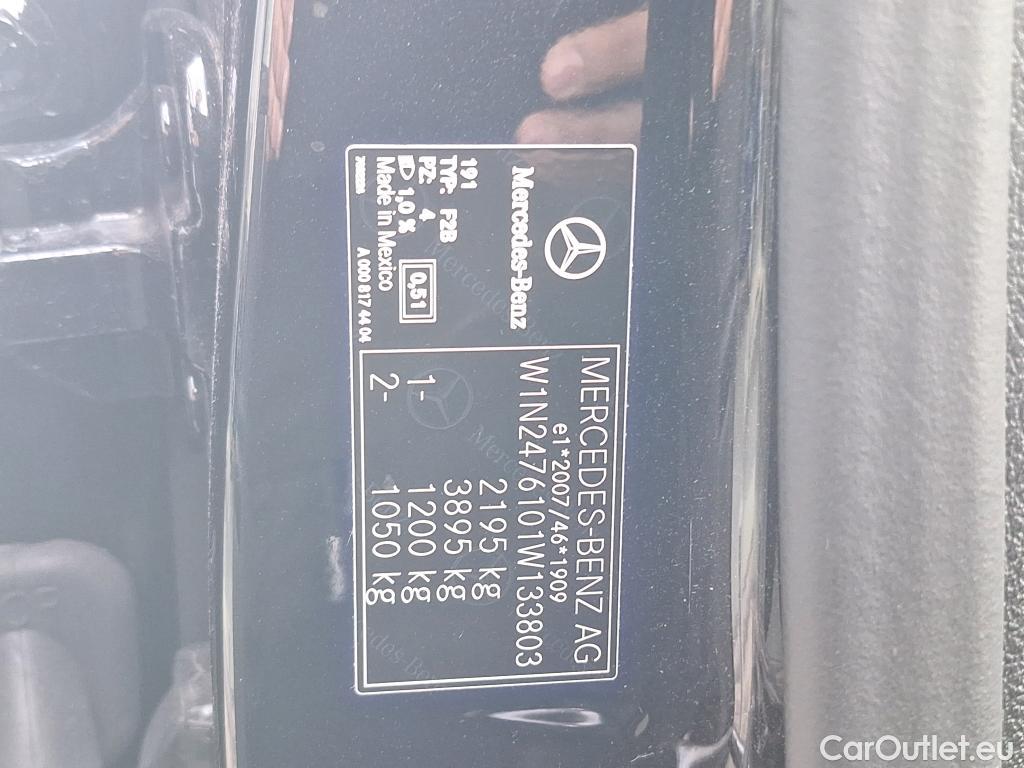 Mercedes-Benz
191
TYP: F2B
PZ: 4
D 1,0 %
0,51
Made in Mexico
A 000 817 44 04
MERCEDES-BENZ AG
e1*2007/46*1909
W1N2476101W133803
2195 kg
3895 kg
1- 1200 kg
2- 1050 kg
CarOutlet.eu